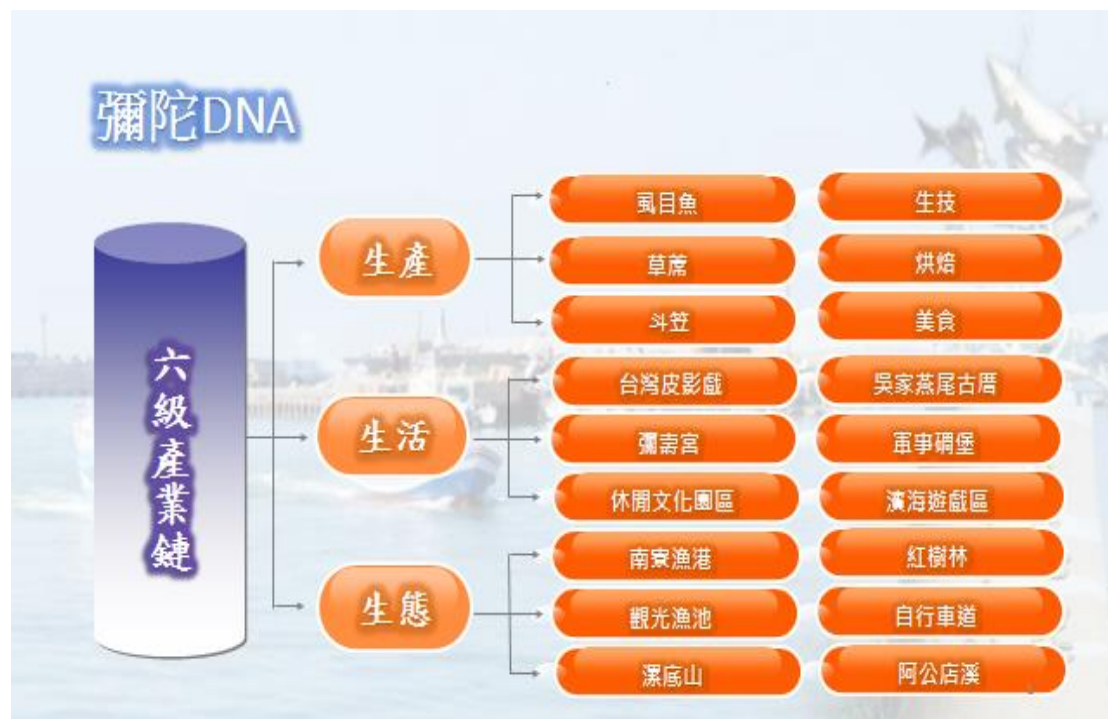 彌陀DNA
六級產業鏈
生產
虱目魚 生技
草蓆 烘焙
斗笠 美食
生活
台灣皮影戲 吳家燕尾古厝
彌壽宮 軍事碉堡
休閒文化園區 濱海遊戲區
生態
南寮漁港 紅樹林
觀光漁池 自行車道
漯底山 阿公店溪